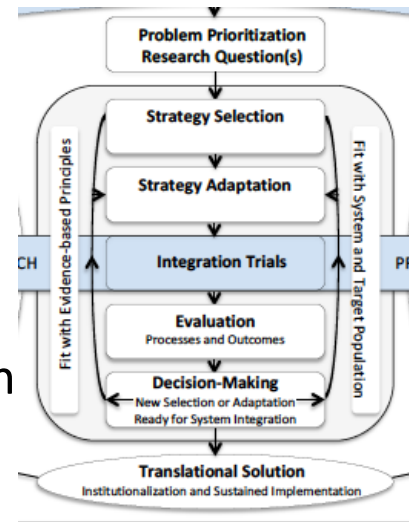 Problem Prioritization
Research Question(s)
Strategy Selection
Strategy Adaptation
Fit with Evidence-based Principles
Fit with System and Target Population
CH
Integration Trials
PR
Evaluation
Processes and Outcomes
n
Decision-Making
New Selection or Adaptation
Ready for System Integration
Translational Solution
Institutionalization and Sustained Implementation